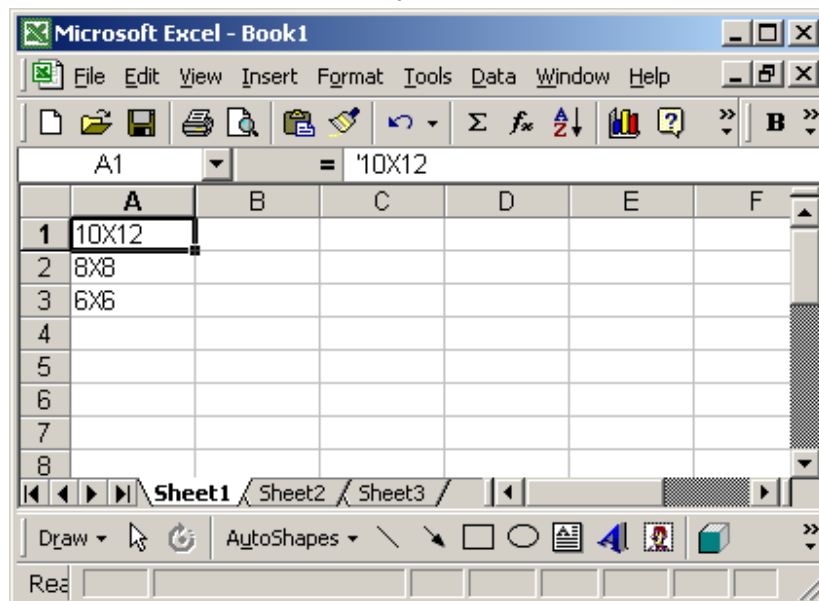 Microsoft Excel - Book1
File Edit View Insert Format Tools Data Window Help
Σ fx A Z B
A1 = '10X12
A B C D E F
1 10X12
2 8X8
3 6X6
4
5
6
7
8
Sheet1 Sheet2 Sheet3
Draw AutoShapes A
Rea